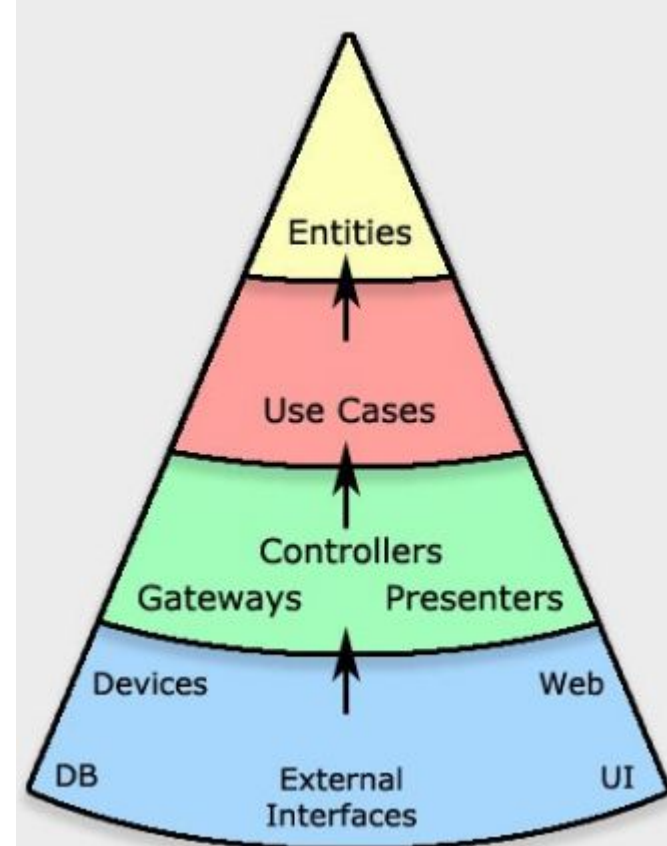 Entities
Use Cases
Controllers
Gateways Presenters
Devices Web
DB External Interfaces UI